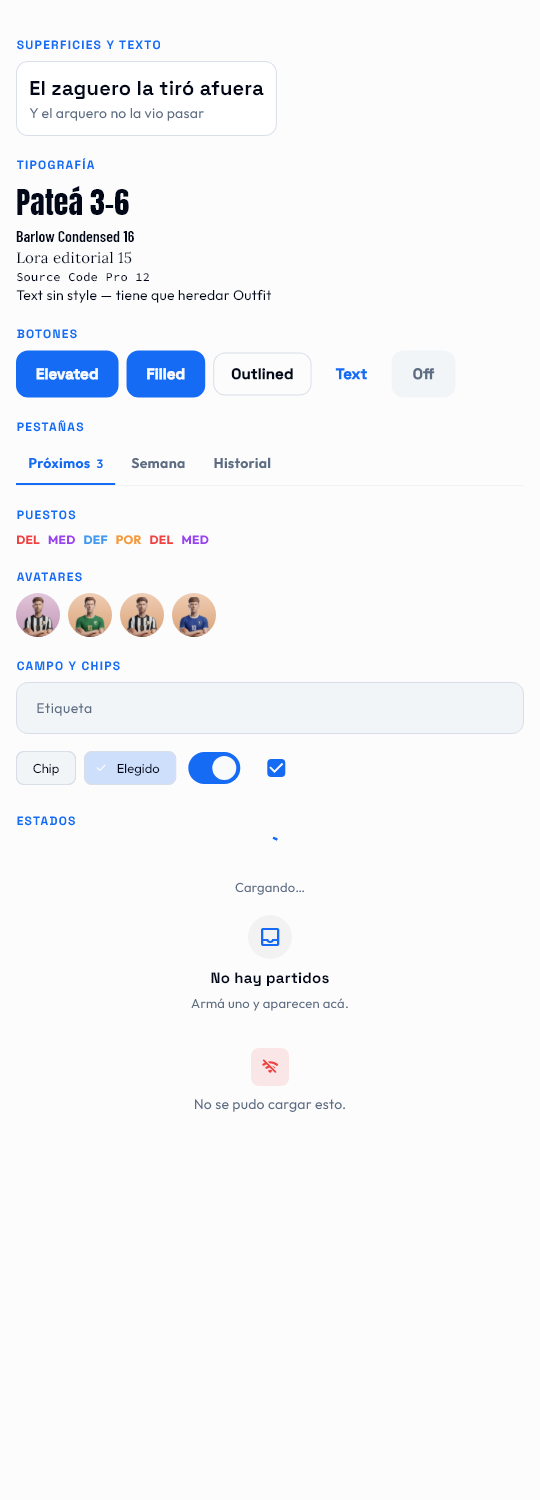 SUPERFICIES Y TEXTO
El zaguero la tiró afuera
Y el arquero no la vio pasar
TIPOGRAFÍA
Pateá 3-6
Barlow Condensed 16
Lora editorial 15
Source Code Pro 12
Text sin style — tiene que heredar Outfit
BOTONES
Elevated Filled Outlined Text Off
PESTAÑAS
Próximos 3 Semana Historial
PUESTOS
DEL MED DEF POR DEL MED
AVATARES
CAMPO Y CHIPS
Etiqueta
Chip Elegido
ESTADOS
Cargando…
No hay partidos
Armá uno y aparecen acá.
No se pudo cargar esto.